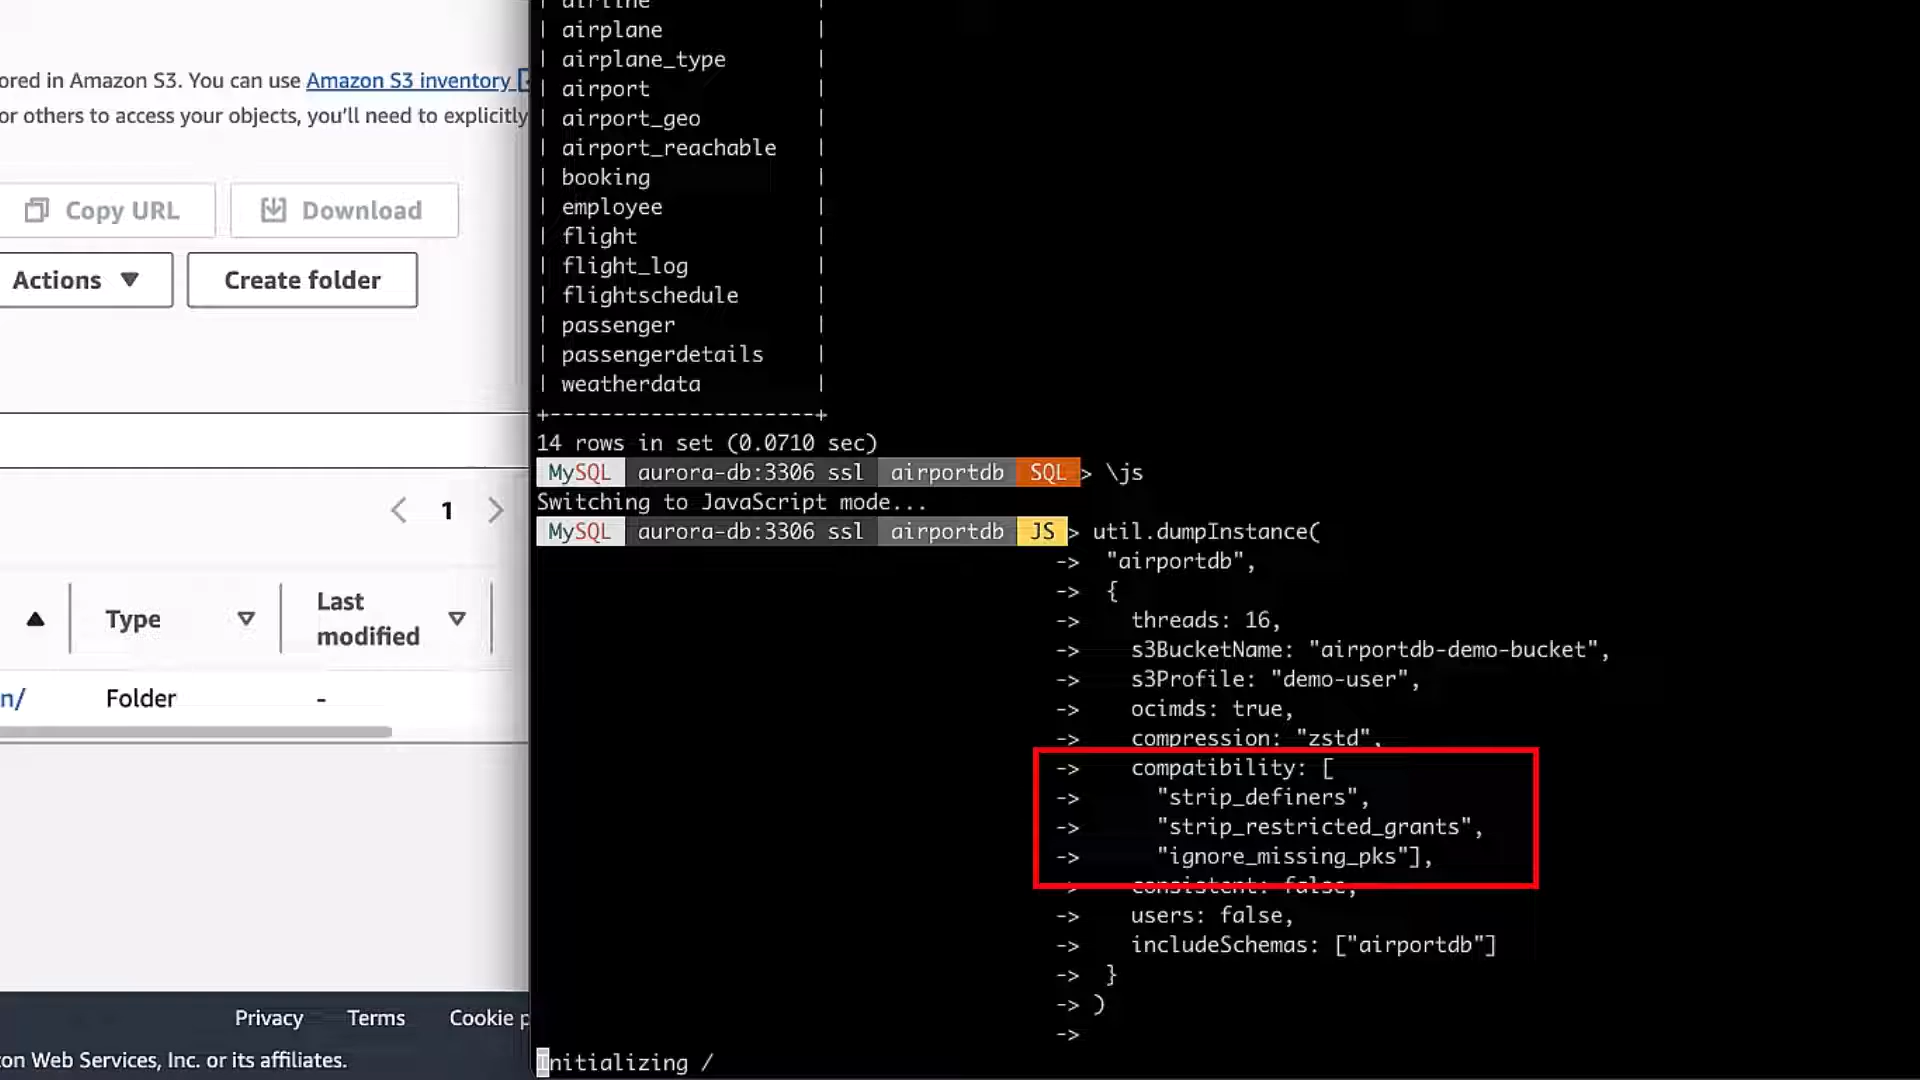 ored in Amazon S3. You can use Amazon S3 inventory
or others to access your objects, you'll need to explicitly
Copy URL
Download
Actions
Create folder
1
Type
Last modified
n/
Folder
-
Privacy
Terms
Cookie p
on Web Services, Inc. or its affiliates.
| airline |
| airplane |
| airplane_type |
| airport |
| airport_geo |
| airport_reachable |
| booking |
| employee |
| flight |
| flight_log |
| flightschedule |
| passenger |
| passengerdetails |
| weatherdata |
+---------------------+
14 rows in set (0.0710 sec)
MySQL aurora-db:3306 ssl airportdb SQL > \js
Switching to JavaScript mode...
MySQL aurora-db:3306 ssl airportdb JS > util.dumpInstance(
-> "airportdb",
-> {
-> threads: 16,
-> s3BucketName: "airportdb-demo-bucket",
-> s3Profile: "demo-user",
-> ocimds: true,
-> compression: "zstd",
-> compatibility: [
-> "strip_definers",
-> "strip_restricted_grants",
-> "ignore_missing_pks"],
-> consistent: false,
-> users: false,
-> includeSchemas: ["airportdb"]
-> }
-> )
->
Initializing /